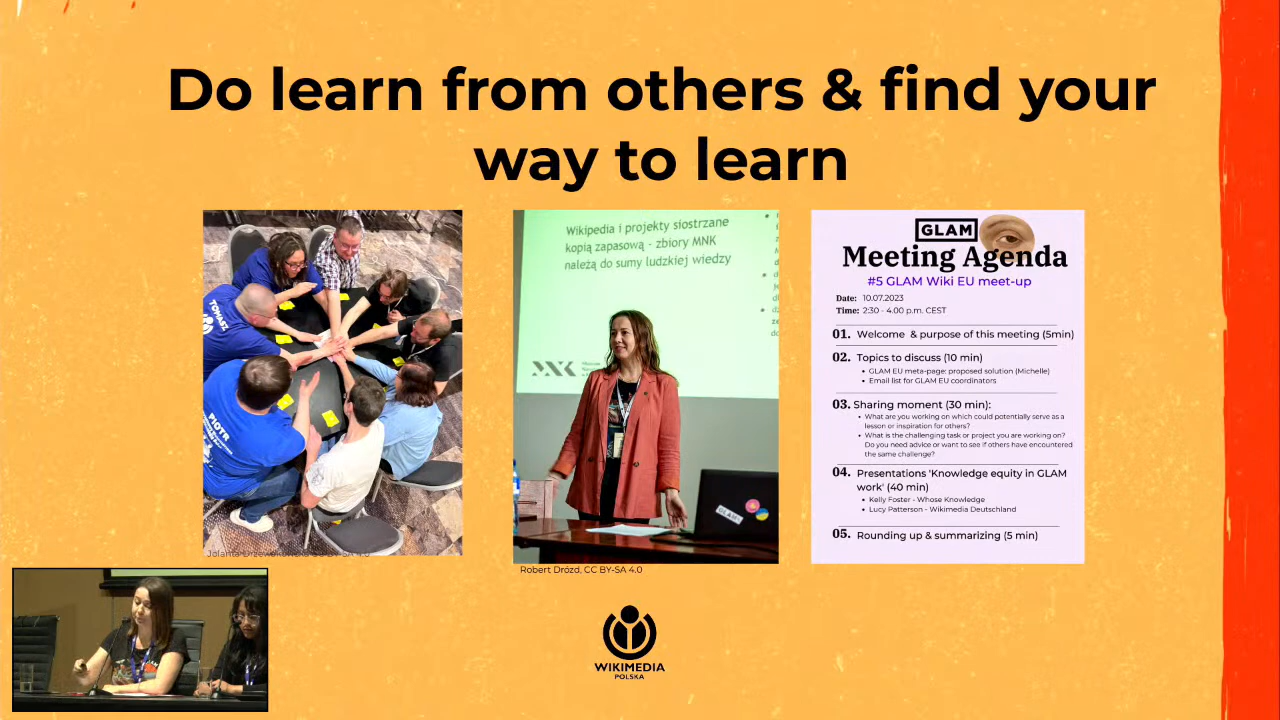 Do learn from others & find your
way to learn
TOMASZ
PIOTR
Wikipedia i projekty siostrzane
kopią zapasową - zbiory MNK
należą do sumy ludzkiej wiedzy
MNK
GLAM!
Robert Drózd, CC BY-SA 4.0
GLAM
Meeting Agenda
#5 GLAM Wiki EU meet-up
Date: 10.07.2023
Time: 2:30 - 4.00 p.m. CEST
01. Welcome & purpose of this meeting (5min)
02. Topics to discuss (10 min)
• GLAM EU meta-page: proposed solution (Michelle)
• Email list for GLAM EU coordinators
03. Sharing moment (30 min):
• What are you working on which could potentially serve as a
lesson or inspiration for others?
• What is the challenging task or project you are working on?
Do you need advice or want to see if others have encountered
the same challenge?
04. Presentations 'Knowledge equity in GLAM
work' (40 min)
• Kelly Foster - Whose Knowledge
• Lucy Patterson - Wikimedia Deutschland
05. Rounding up & summarizing (5 min)
WIKIMEDIA
POLSKA